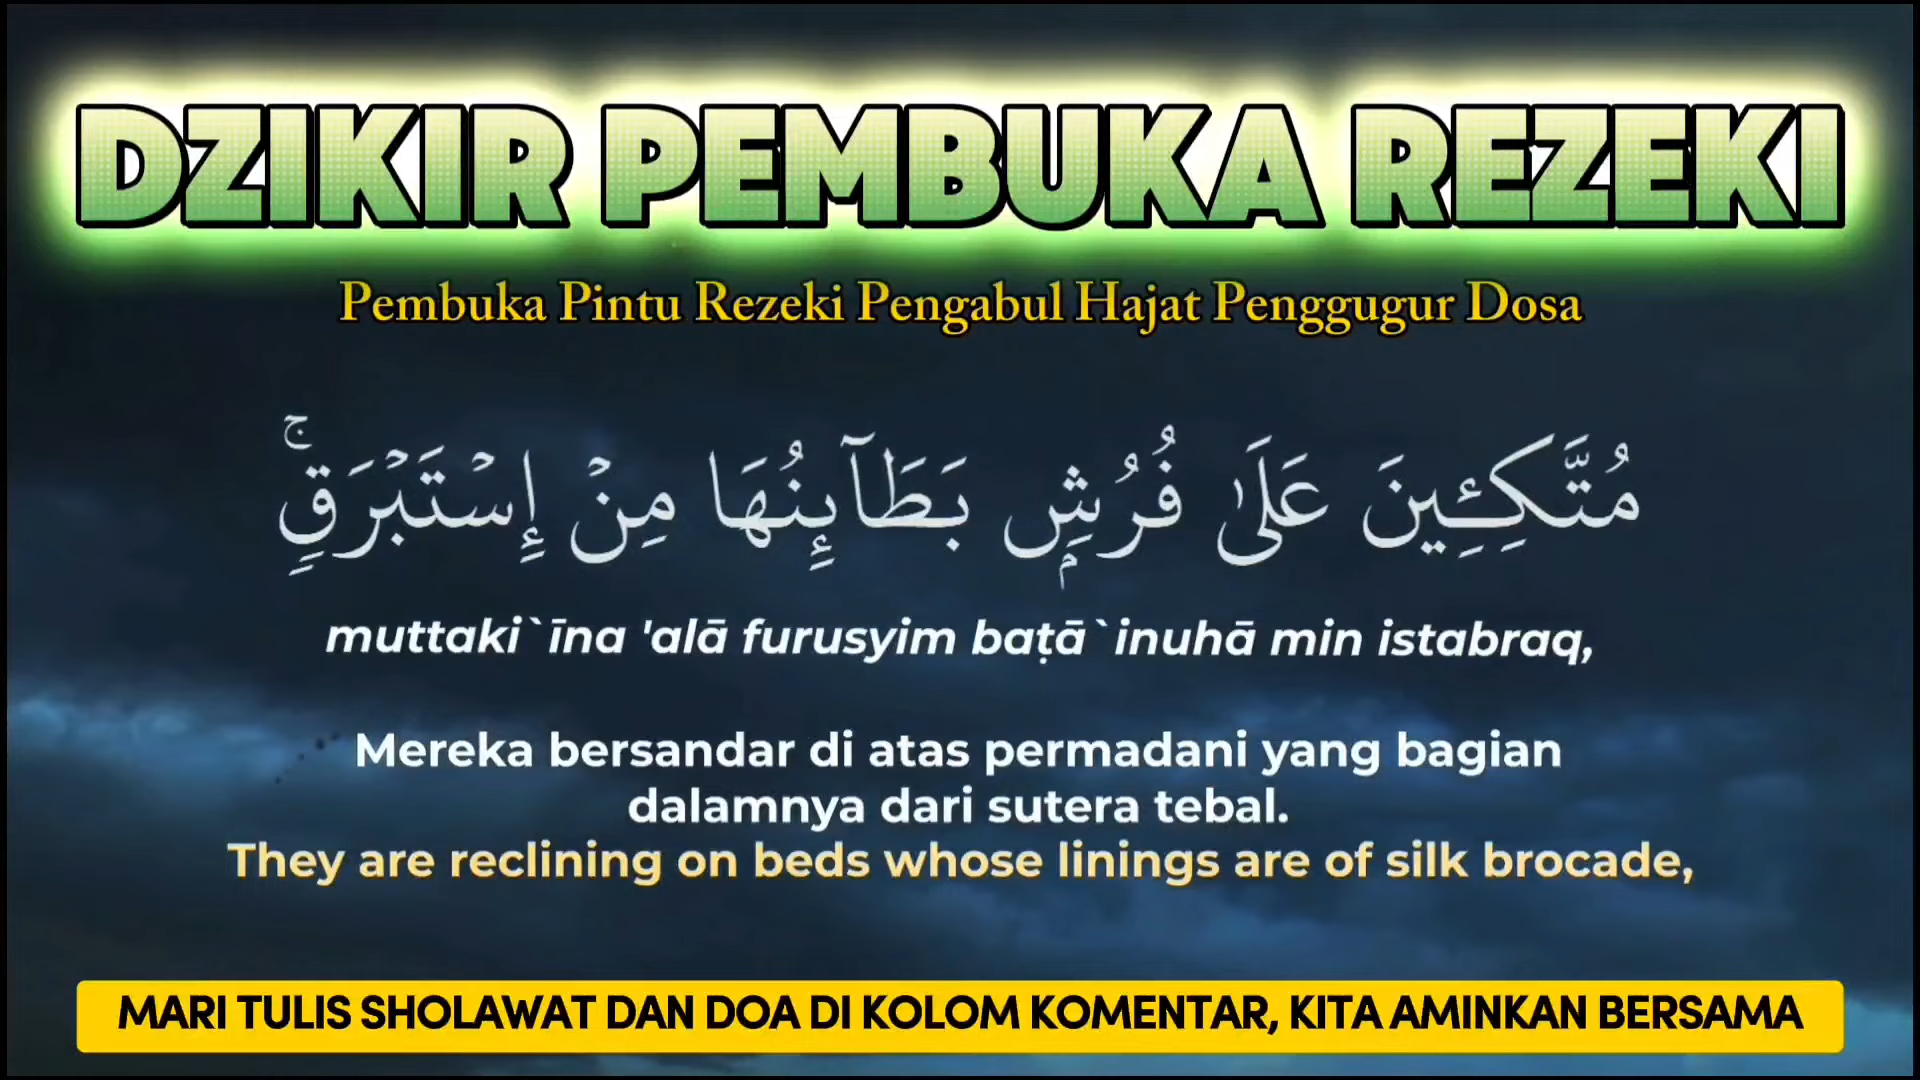 DZIKIR PEMBUKA REZEKI
Pembuka Pintu Rezeki Pengabul Hajat Penggugur Dosa
مُتَّكِـِٕيْنَ عَلٰى فُرُشٍۢ بَطَاۤىِٕنُهَا مِنْ اِسْتَبْرَقٍۗ
muttaki`īna 'alā furusyim baṭā`inuhā min istabraq,
Mereka bersandar di atas permadani yang bagian
dalamnya dari sutera tebal.
They are reclining on beds whose linings are of silk brocade,
MARI TULIS SHOLAWAT DAN DOA DI KOLOM KOMENTAR, KITA AMINKAN BERSAMA